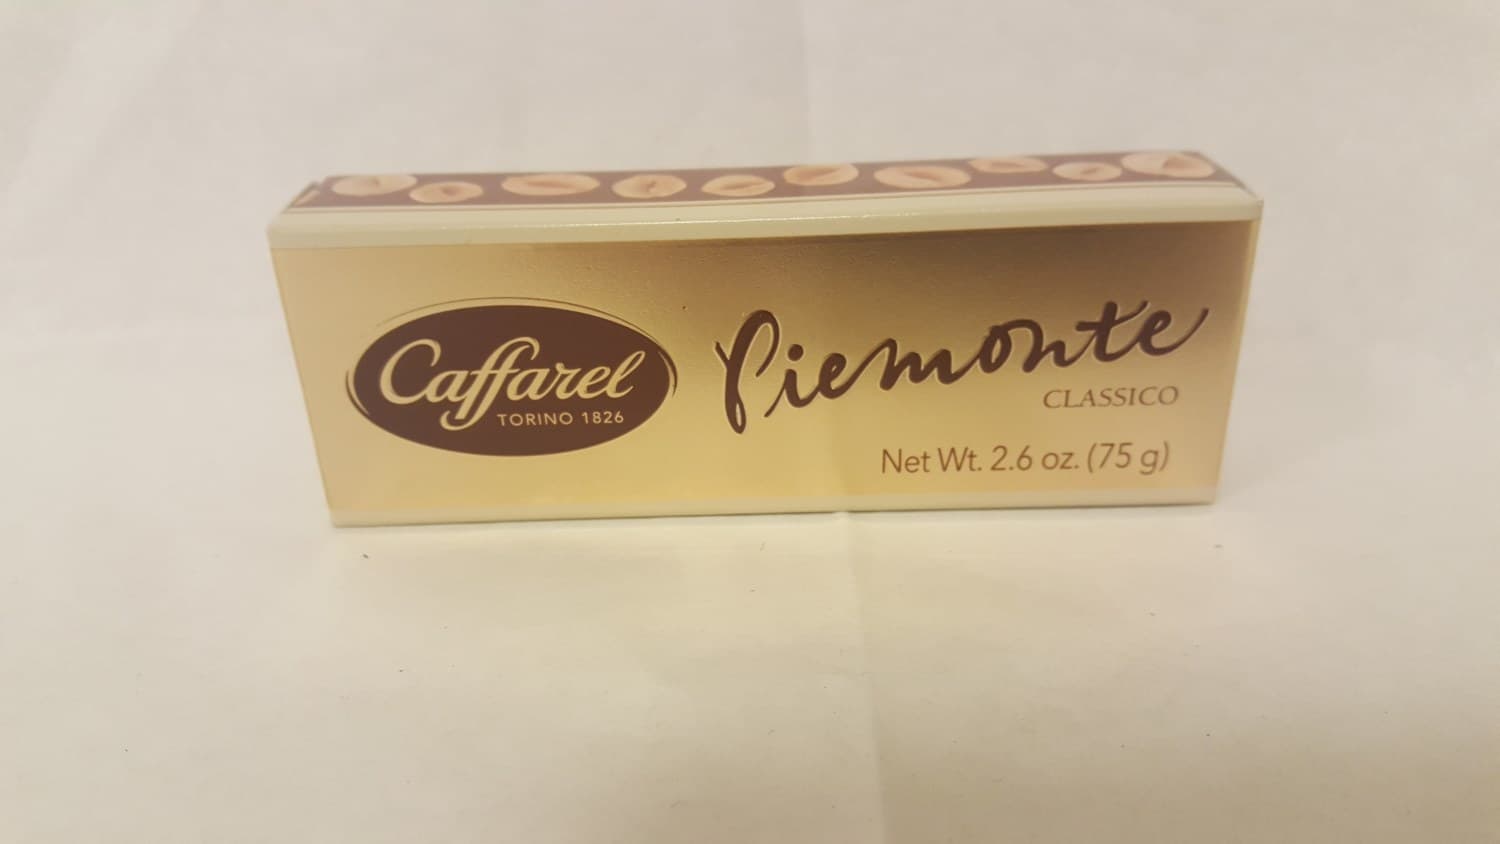 Caffarel
TORINO 1826
Piemonte
CLASSICO
Net Wt. 2.6 oz. (75 g)